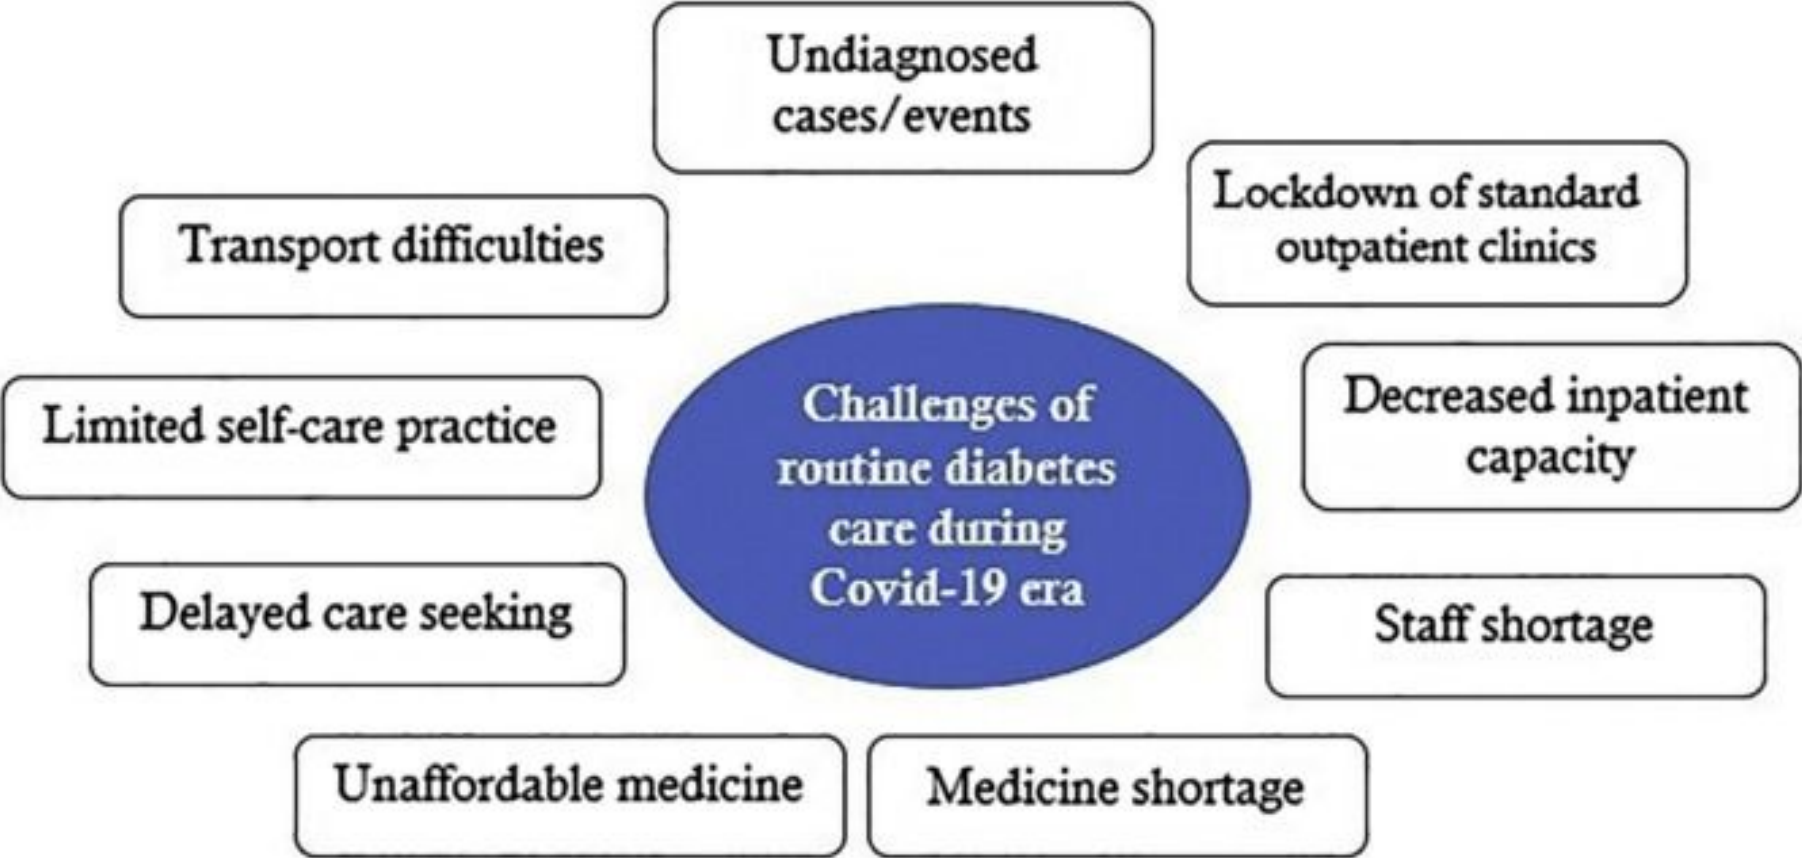 Undiagnosed
cases/events
Lockdown of standard
outpatient clinics
Transport difficulties
Decreased inpatient
capacity
Limited self-care practice
Challenges of
routine diabetes
care during
Covid-19 era
Delayed care seeking
Staff shortage
Unaffordable medicine
Medicine shortage